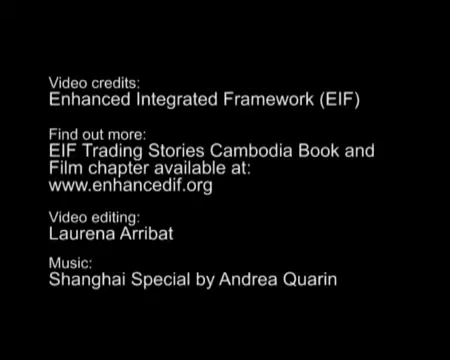 Video credits:
Enhanced Integrated Framework (EIF)
Find out more:
EIF Trading Stories Cambodia Book and
Film chapter available at:
www.enhancedif.org
Video editing:
Laurena Arribat
Music:
Shanghai Special by Andrea Quarin